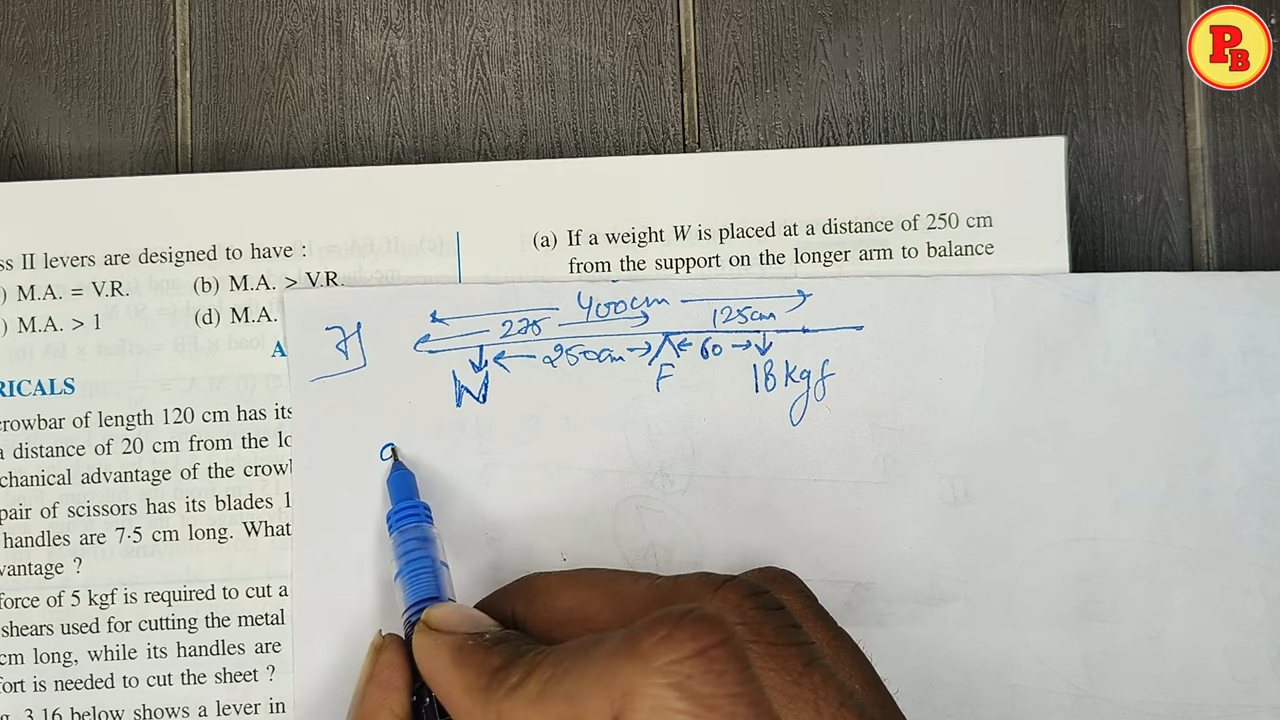 PB
ss II levers are designed to have :
) M.A. = V.R. (b) M.A. > V.R.
) M.A. > 1 (d) M.A.
A
RICALS
crowbar of length 120 cm has its
a distance of 20 cm from the lo
chanical advantage of the crowl
pair of scissors has its blades 1
handles are 7·5 cm long. What
vantage ?
force of 5 kgf is required to cut a
shears used for cutting the metal
cm long, while its handles are
fort is needed to cut the sheet ?
g. 3.16 below shows a lever in
(a) If a weight W is placed at a distance of 250 cm
from the support on the longer arm to balance
7)
400cm
275 125cm
250cm 60
W F 18 kgf